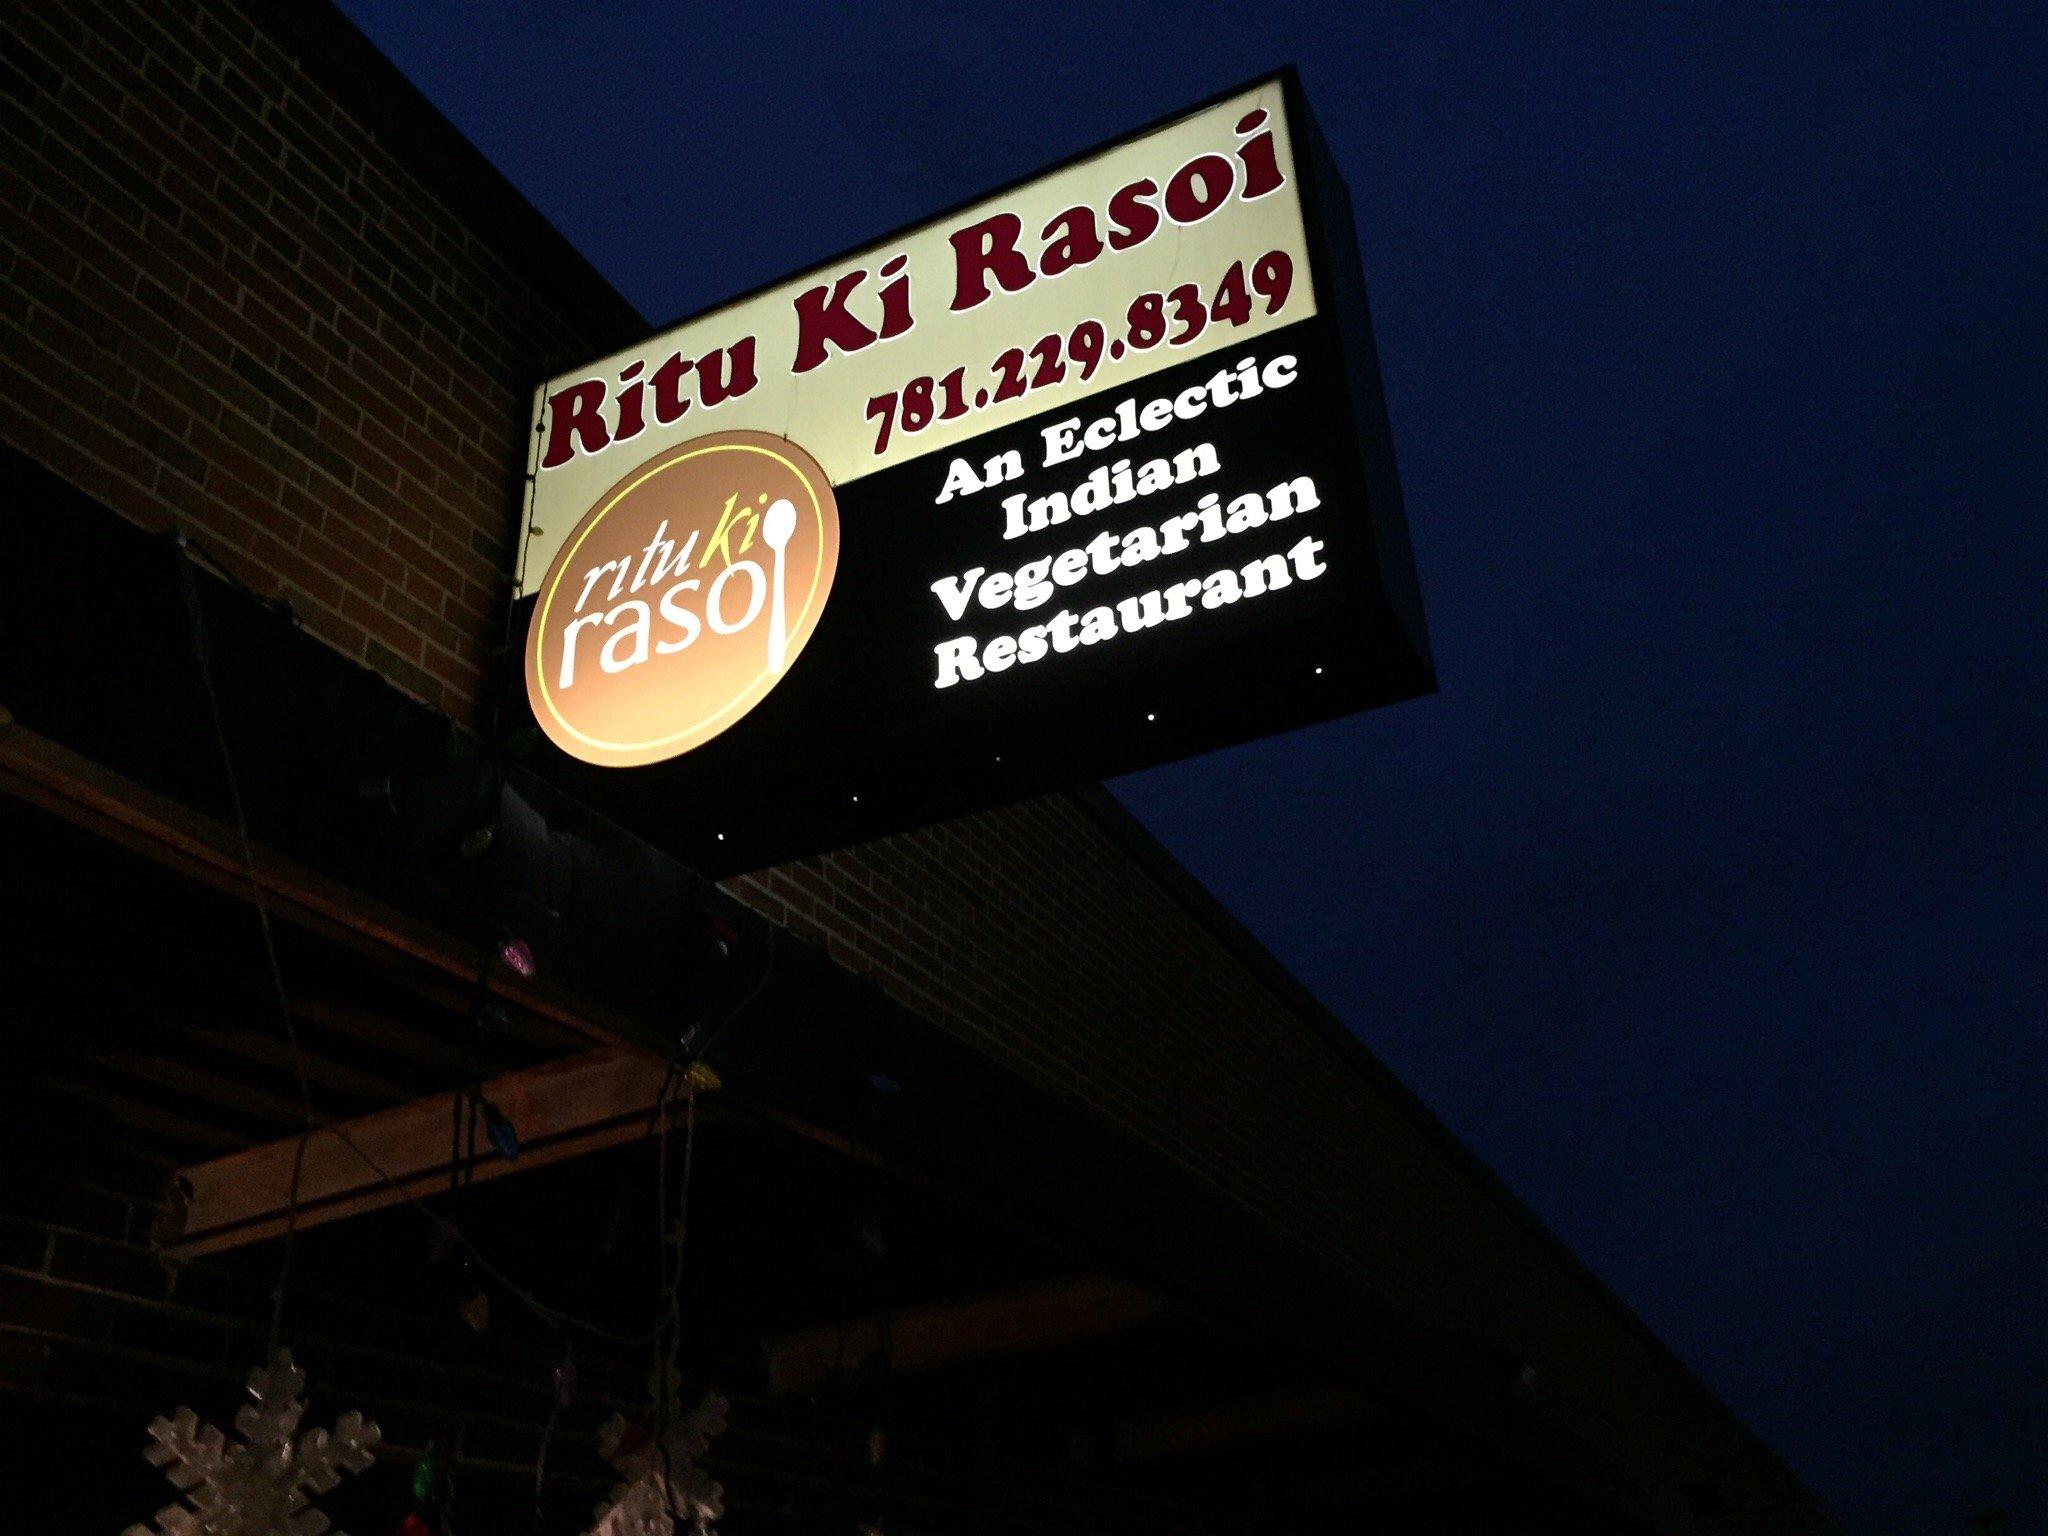 Ritu Ki Rasoi
781.229.8349
ritu ki
rasoi
An Eclectic
Indian
Vegetarian
Restaurant